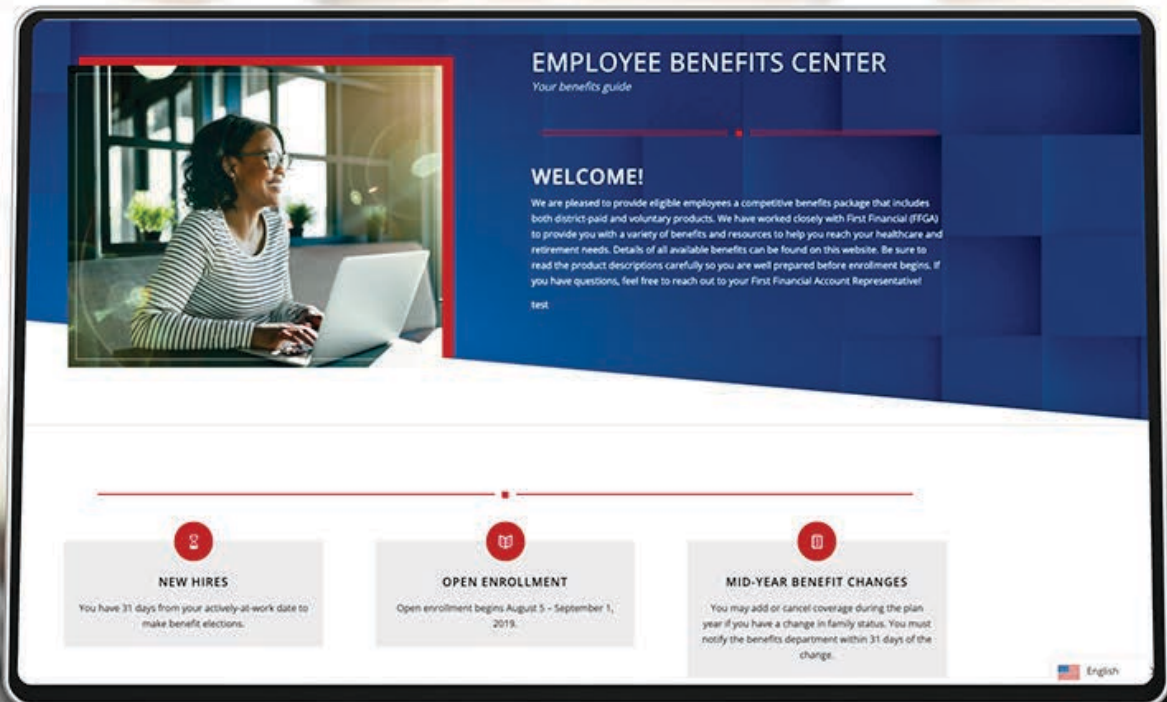 EMPLOYEE BENEFITS CENTER
Your benefits guide
WELCOME!
We are pleased to provide eligible employees a competitive benefits package that includes
both district-paid and voluntary products. We have worked closely with First Financial (FFGA)
to provide you with a variety of benefits and resources to help you reach your healthcare and
retirement needs. Details of all available benefits can be found on this website. Be sure to
read the product descriptions carefully so you are well prepared before enrollment begins. If
you have questions, feel free to reach out to your First Financial Account Representative!
test
NEW HIRES
You have 31 days from your actively-at-work date to
make benefit elections.
OPEN ENROLLMENT
Open enrollment begins August 5 – September 1,
2019.
MID-YEAR BENEFIT CHANGES
You may add or cancel coverage during the plan
year if you have a change in family status. You must
notify the benefits department within 31 days of the
change.
English